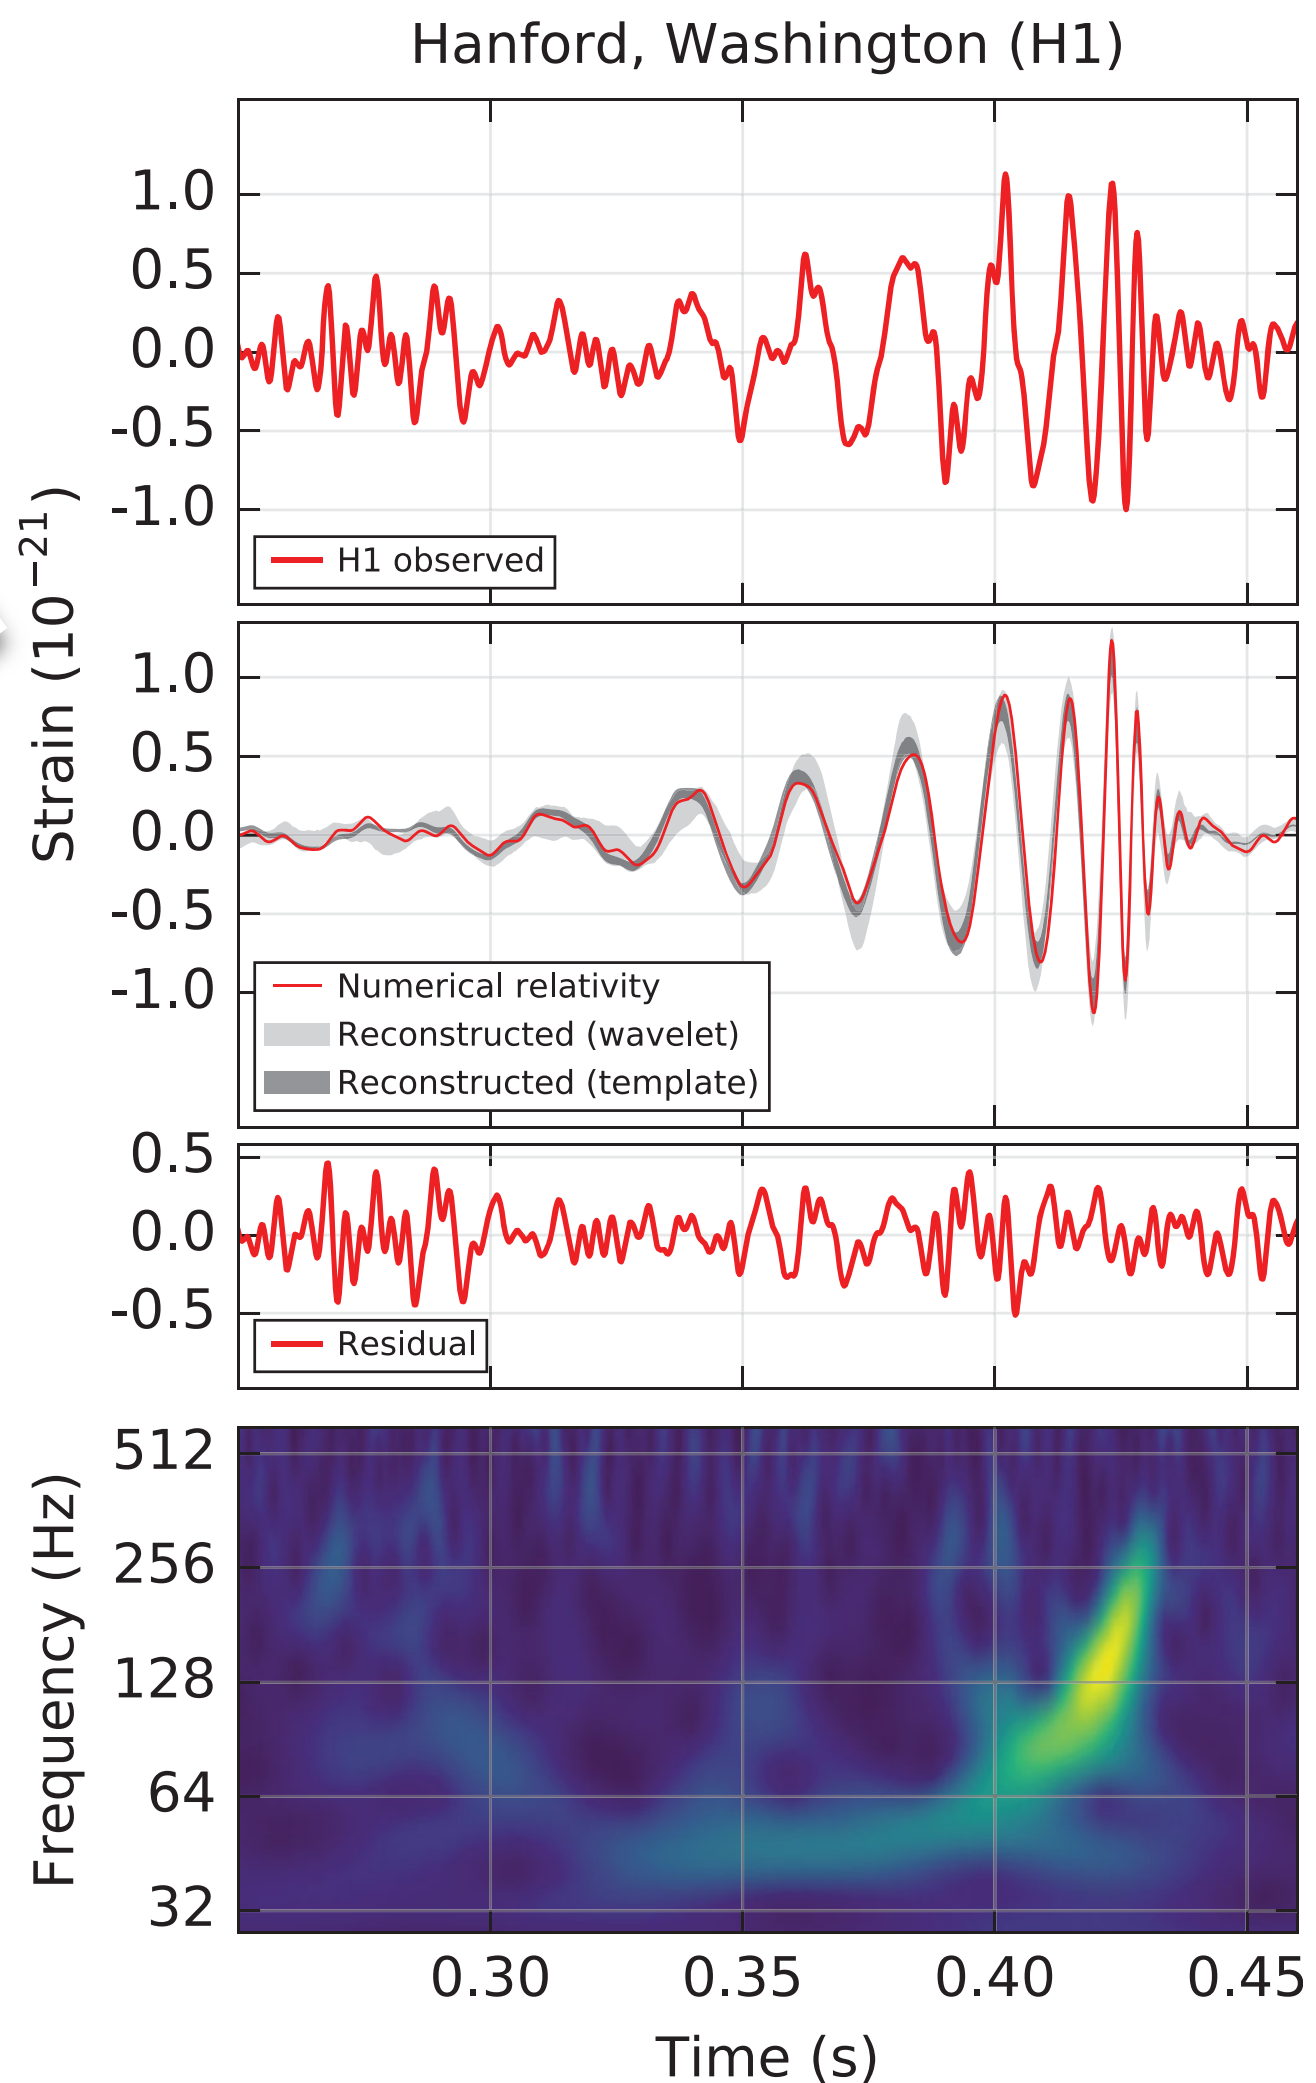 Hanford, Washington (H1)
Strain (10⁻²¹)
1.0
0.5
0.0
-0.5
-1.0
H1 observed
1.0
0.5
0.0
-0.5
-1.0
Numerical relativity
Reconstructed (wavelet)
Reconstructed (template)
0.5
0.0
-0.5
Residual
Frequency (Hz)
512
256
128
64
32
0.30 0.35 0.40 0.45
Time (s)